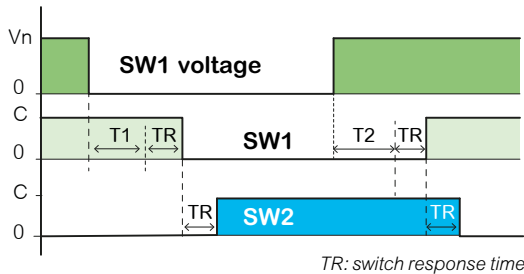 Vn
SW1 voltage
0
C
T1 TR SW1 T2 TR
0
C
TR SW2 TR
0
TR: switch response time